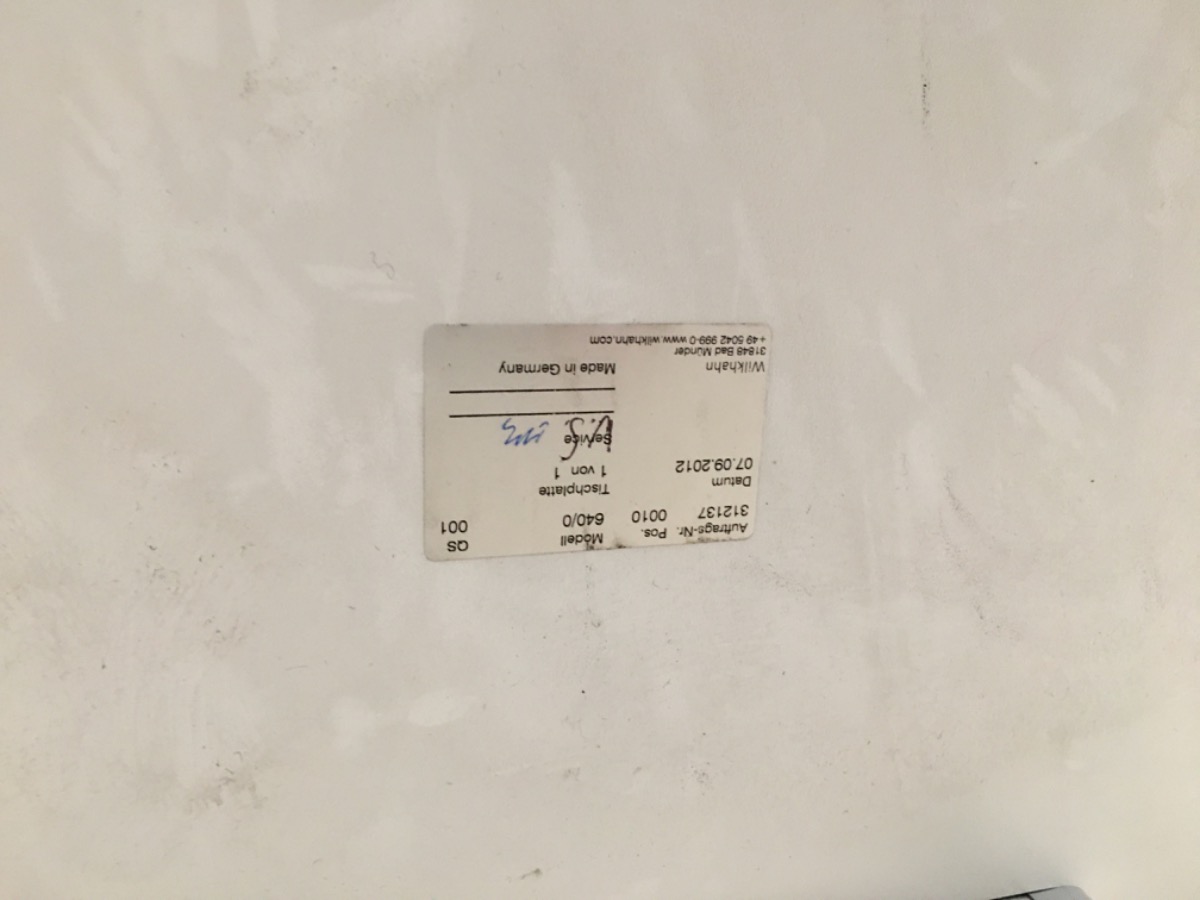 Auftrags-Nr. Pos. Modell QS
312137 0010 640/0 001
Datum Tischplatte
07.09.2012 1 von 1
Service
Wilkhahn Made in Germany
31848 Bad Münder
+49 5042 999-0 www.wilkhahn.com